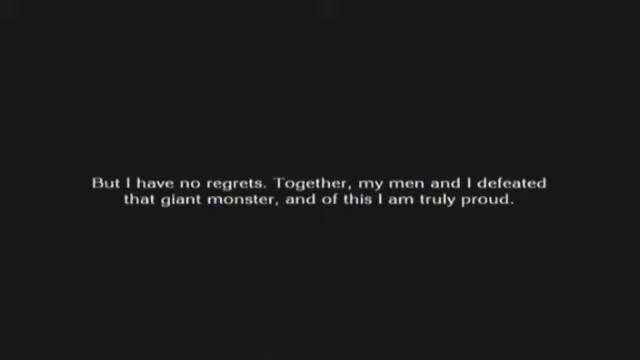 But I have no regrets. Together, my men and I defeated
that giant monster, and of this I am truly proud.